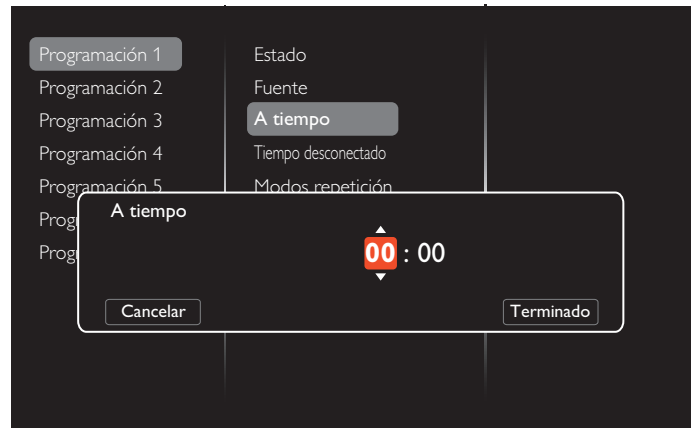 Programación 1
Programación 2
Programación 3
Programación 4
Programación 5
Estado
Fuente
A tiempo
Tiempo desconectado
Modos repetición
A tiempo
00 : 00
Cancelar
Terminado